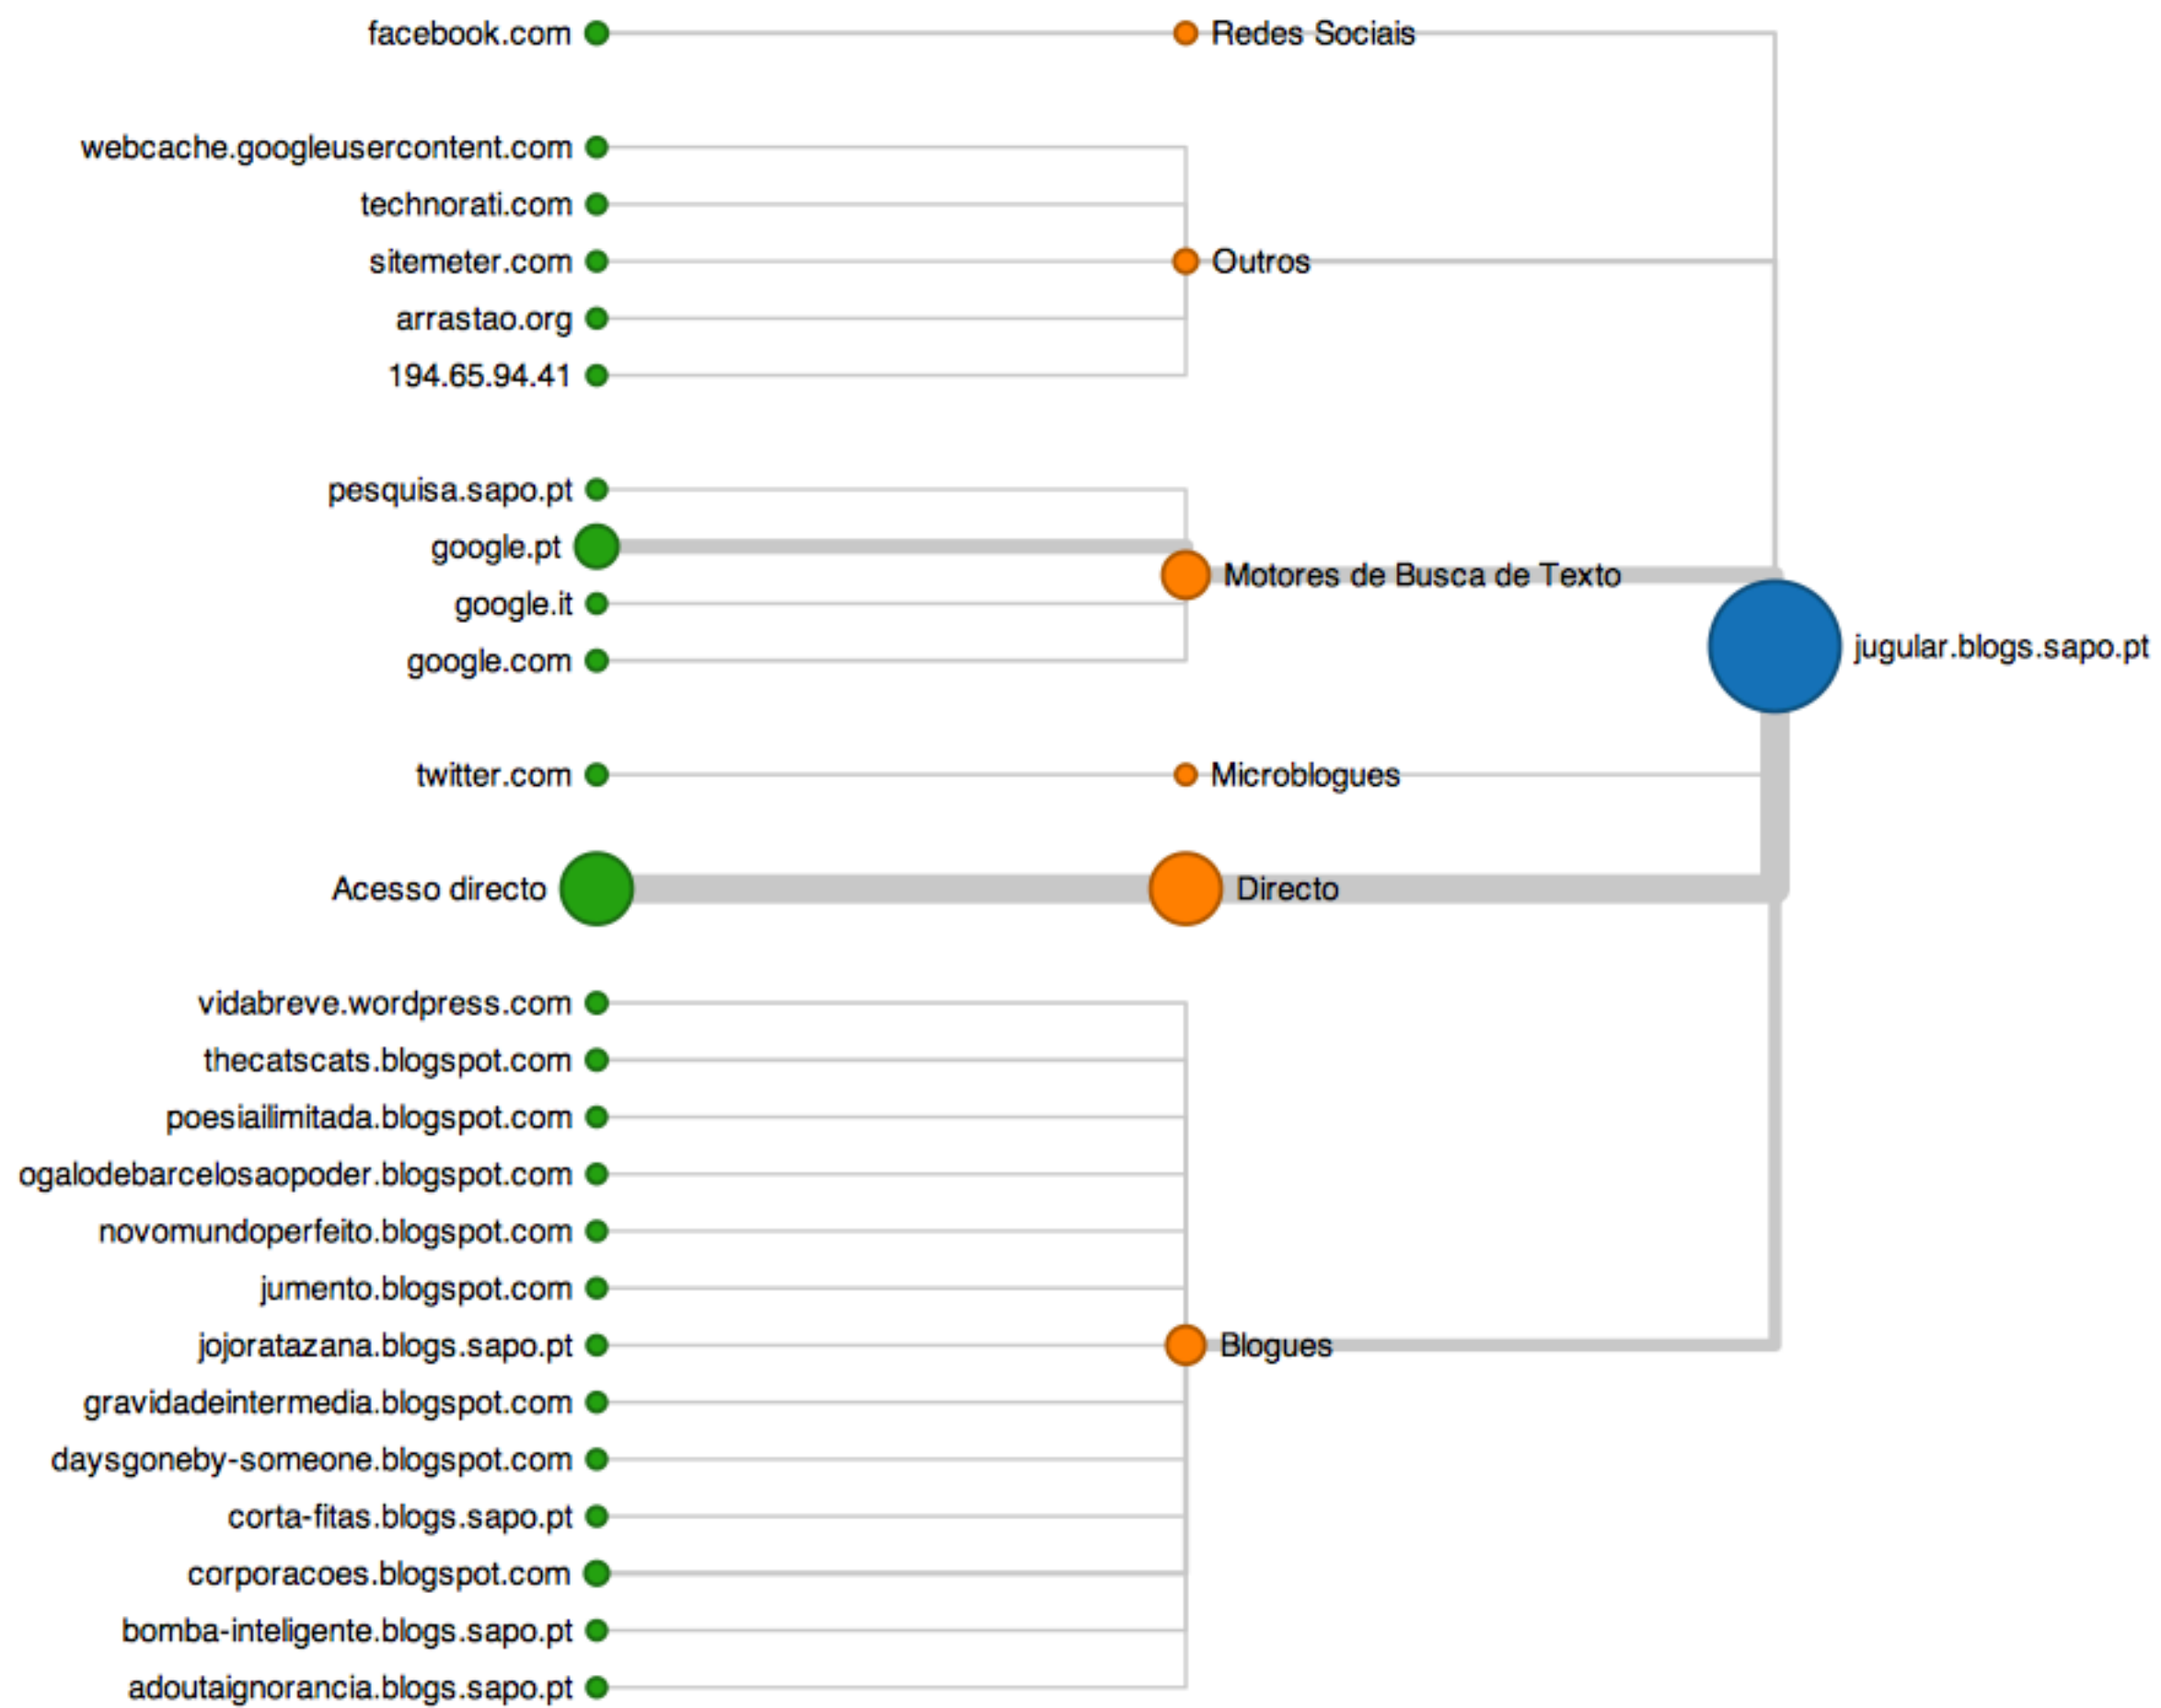 facebook.com
Redes Sociais
webcache.googleusercontent.com
technorati.com
sitemeter.com
Outros
arrastao.org
194.65.94.41
pesquisa.sapo.pt
google.pt
Motores de Busca de Texto
google.it
jugular.blogs.sapo.pt
google.com
twitter.com
Microblogues
Acesso directo
Directo
vidabreve.wordpress.com
thecatscats.blogspot.com
poesiailimitada.blogspot.com
ogalodebarcelosaopoder.blogspot.com
novomundoperfeito.blogspot.com
jumento.blogspot.com
jojoratazana.blogs.sapo.pt
Blogues
gravidadeintermedia.blogspot.com
daysgoneby-someone.blogspot.com
corta-fitas.blogs.sapo.pt
corporacoes.blogspot.com
bomba-inteligente.blogs.sapo.pt
adoutaignorancia.blogs.sapo.pt